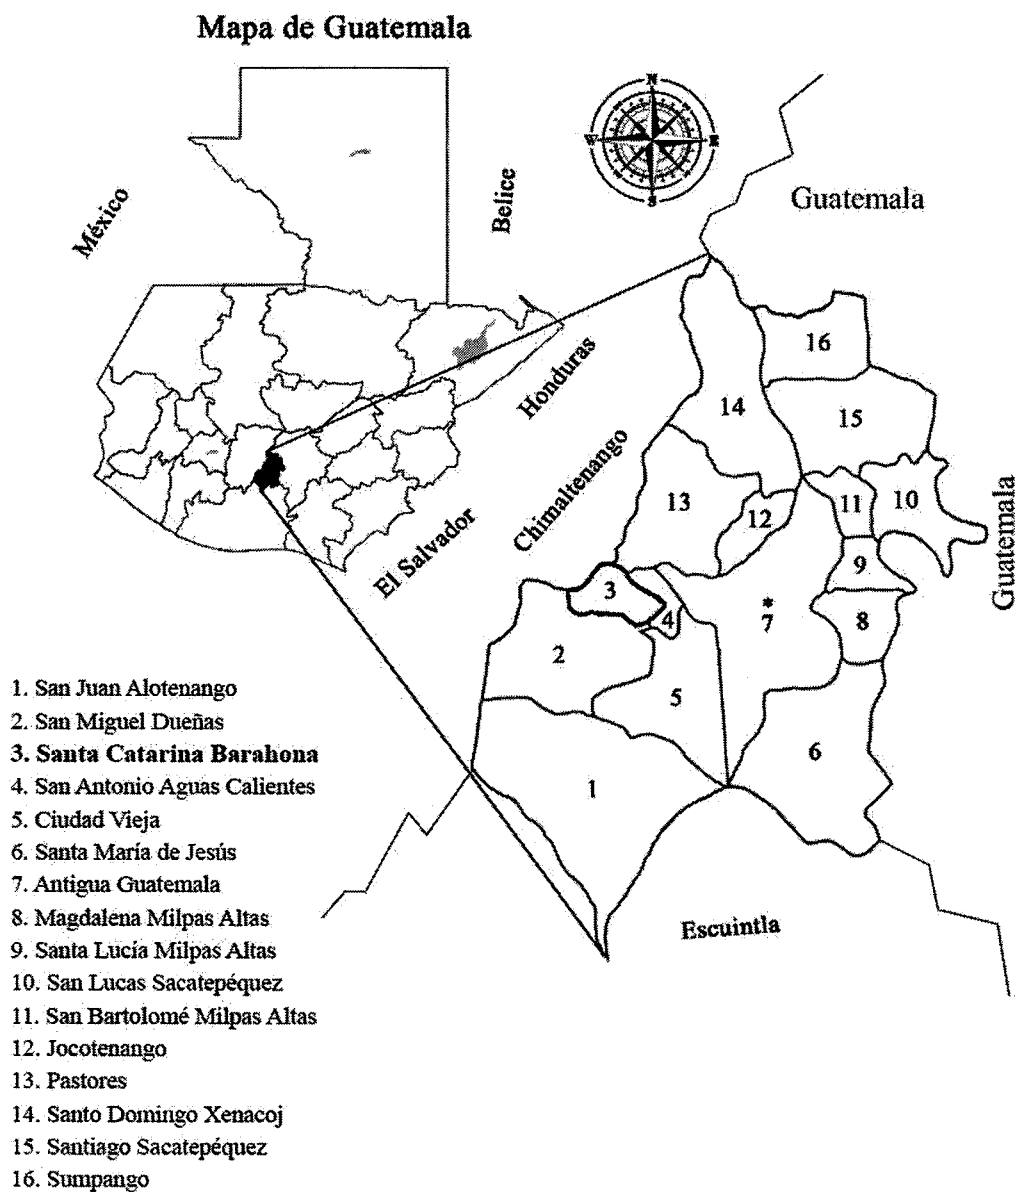 Mapa de Guatemala
N
W
E
S
México
Belice
Guatemala
Honduras
El Salvador
Chimaltenango
Guatemala
Escuintla
16
14
15
13
12
11
10
9
3
4
*
7
8
2
5
6
1
1. San Juan Alotenango
2. San Miguel Dueñas
3. Santa Catarina Barahona
4. San Antonio Aguas Calientes
5. Ciudad Vieja
6. Santa María de Jesús
7. Antigua Guatemala
8. Magdalena Milpas Altas
9. Santa Lucía Milpas Altas
10. San Lucas Sacatepéquez
11. San Bartolomé Milpas Altas
12. Jocotenango
13. Pastores
14. Santo Domingo Xenacoj
15. Santiago Sacatepéquez
16. Sumpango